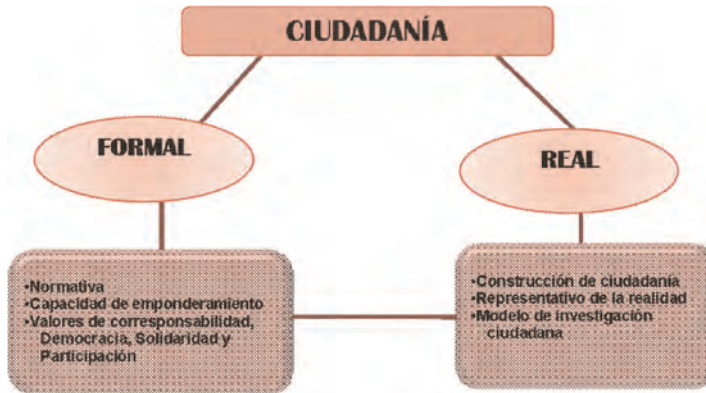 CIUDADANÍA
FORMAL
REAL
•Normativa
•Capacidad de emponderamiento
•Valores de corresponsabilidad,
Democracia, Solidaridad y
Participación
•Construcción de ciudadanía
•Representativo de la realidad
•Modelo de investigación
ciudadana